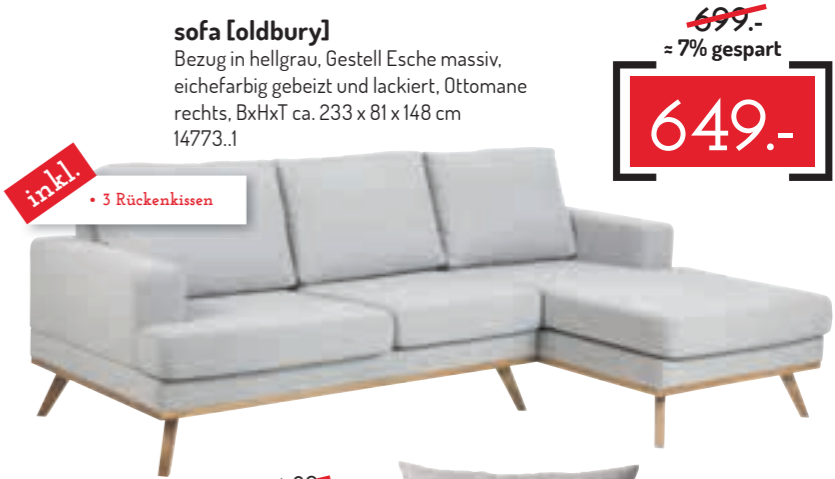 sofa [oldbury]
Bezug in hellgrau, Gestell Esche massiv,
eichefarbig gebeizt und lackiert, Ottomane
rechts, BxHxT ca. 233 x 81 x 148 cm
14773..1
699.-
≈ 7% gespart
649.-
inkl.
• 3 Rückenkissen